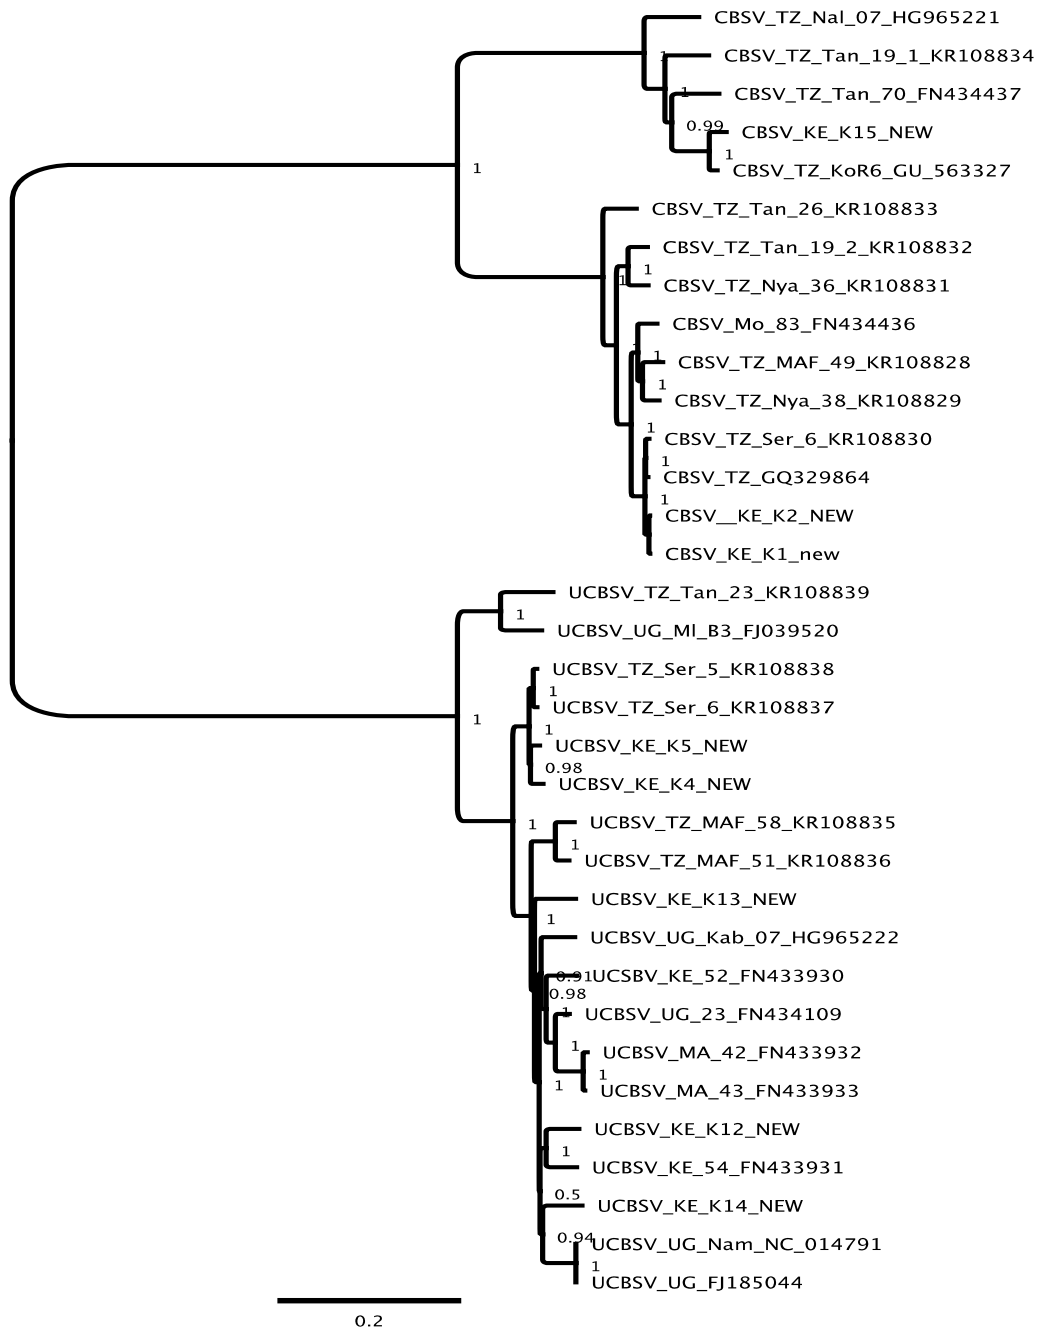 CBSV_TZ_Nal_07_HG965221
1
CBSV_TZ_Tan_19_1_KR108834
1
CBSV_TZ_Tan_70_FN434437
0.99
CBSV_KE_K15_NEW
1
CBSV_TZ_KoR6_GU_563327
1
CBSV_TZ_Tan_26_KR108833
CBSV_TZ_Tan_19_2_KR108832
1
1
CBSV_TZ_Nya_36_KR108831
CBSV_Mo_83_FN434436
1
1
CBSV_TZ_MAF_49_KR108828
1
CBSV_TZ_Nya_38_KR108829
1
CBSV_TZ_Ser_6_KR108830
1
CBSV_TZ_GQ329864
1
CBSV__KE_K2_NEW
CBSV_KE_K1_new
UCBSV_TZ_Tan_23_KR108839
1
UCBSV_UG_Ml_B3_FJ039520
UCBSV_TZ_Ser_5_KR108838
1
UCBSV_TZ_Ser_6_KR108837
1
1
UCBSV_KE_K5_NEW
0.98
UCBSV_KE_K4_NEW
UCBSV_TZ_MAF_58_KR108835
1
1
UCBSV_TZ_MAF_51_KR108836
UCBSV_KE_K13_NEW
1
UCBSV_UG_Kab_07_HG965222
0.91
UCSBV_KE_52_FN433930
0.98
UCBSV_UG_23_FN434109
1
1
UCBSV_MA_42_FN433932
1
1
UCBSV_MA_43_FN433933
UCBSV_KE_K12_NEW
1
UCBSV_KE_54_FN433931
0.5
UCBSV_KE_K14_NEW
0.94
UCBSV_UG_Nam_NC_014791
1
UCBSV_UG_FJ185044
0.2